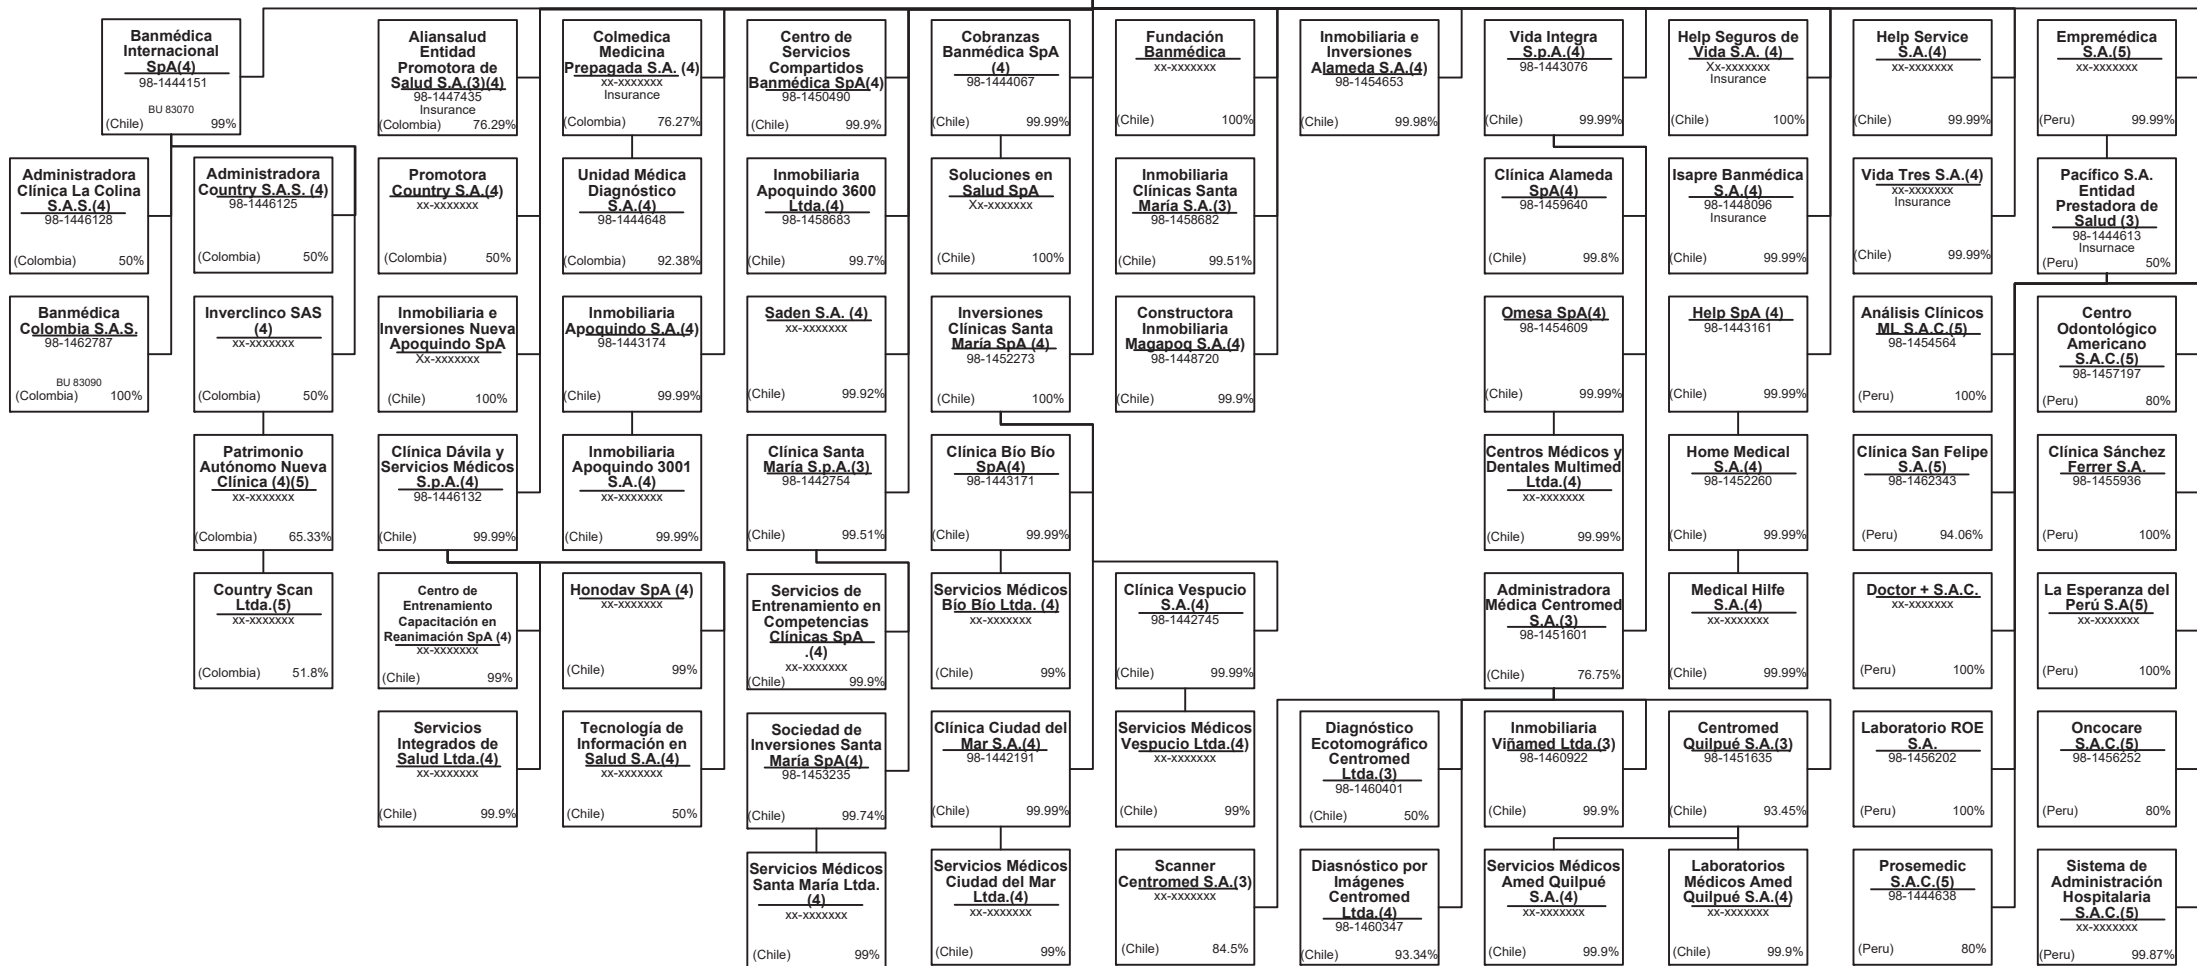 Banmédica
Internacional
SpA(4)
98-1444151
BU 83070
(Chile) 99%
Aliansalud
Entidad
Promotora de
Salud S.A.(3)(4)
98-1447435
Insurance
(Colombia) 76.29%
Colmedica
Medicina
Prepagada S.A. (4)
xx-xxxxxxx
Insurance
(Colombia) 76.27%
Centro de
Servicios
Compartidos
Banmédica SpA(4)
98-1450490
(Chile) 99.9%
Cobranzas
Banmédica SpA
(4)
98-1444067
(Chile) 99.99%
Fundación
Banmédica
xx-xxxxxxx
(Chile) 100%
Inmobiliaria e
Inversiones
Alameda S.A.(4)
98-1454653
(Chile) 99.98%
Vida Integra
S.p.A.(4)
98-1443076
(Chile) 99.99%
Help Seguros de
Vida S.A. (4)
Xx-xxxxxxx
Insurance
(Chile) 100%
Help Service
S.A.(4)
xx-xxxxxxx
(Chile) 99.99%
Empremédica
S.A.(5)
xx-xxxxxxx
(Peru) 99.99%
Administradora
Clínica La Colina
S.A.S.(4)
98-1446128
(Colombia) 50%
Administradora
Country S.A.S. (4)
98-1446125
(Colombia) 50%
Promotora
Country S.A.(4)
xx-xxxxxxx
(Colombia) 50%
Unidad Médica
Diagnóstico
S.A.(4)
98-1444648
(Colombia) 92.38%
Inmobiliaria
Apoquindo 3600
Ltda.(4)
98-1458683
(Chile) 99.7%
Soluciones en
Salud SpA
Xx-xxxxxxx
(Chile) 100%
Inmobiliaria
Clínicas Santa
María S.A.(3)
98-1458682
(Chile) 99.51%
Clínica Alameda
SpA(4)
98-1459640
(Chile) 99.8%
Isapre Banmédica
S.A.(4)
98-1448096
Insurance
(Chile) 99.99%
Vida Tres S.A.(4)
xx-xxxxxxx
Insurance
(Chile) 99.99%
Pacífico S.A.
Entidad
Prestadora de
Salud (3)
98-1444613
Insurnace
(Peru) 50%
Banmédica
Colombia S.A.S.
98-1462787
BU 83090
(Colombia) 100%
Inverclinco SAS
(4)
xx-xxxxxxx
(Colombia) 50%
Inmobiliaria e
Inversiones Nueva
Apoquindo SpA
Xx-xxxxxxx
(Chile) 100%
Inmobiliaria
Apoquindo S.A.(4)
98-1443174
(Chile) 99.99%
Saden S.A. (4)
xx-xxxxxxx
(Chile) 99.92%
Inversiones
Clínicas Santa
María SpA (4)
98-1452273
(Chile) 100%
Constructora
Inmobiliaria
Magapoq S.A.(4)
98-1448720
(Chile) 99.9%
Omesa SpA(4)
98-1454609
(Chile) 99.99%
Help SpA (4)
98-1443161
(Chile) 99.99%
Análisis Clínicos
ML S.A.C.(5)
98-1454564
(Peru) 100%
Centro
Odontológico
Americano
S.A.C.(5)
98-1457197
(Peru) 80%
Patrimonio
Autónomo Nueva
Clínica (4)(5)
xx-xxxxxxx
(Colombia) 65.33%
Clínica Dávila y
Servicios Médicos
S.p.A.(4)
98-1446132
(Chile) 99.99%
Inmobiliaria
Apoquindo 3001
S.A.(4)
xx-xxxxxxx
(Chile) 99.99%
Clínica Santa
María S.p.A.(3)
98-1442754
(Chile) 99.51%
Clínica Bío Bío
SpA(4)
98-1443171
(Chile) 99.99%
Centros Médicos y
Dentales Multimed
Ltda.(4)
xx-xxxxxxx
(Chile) 99.99%
Home Medical
S.A.(4)
98-1452260
(Chile) 99.99%
Clínica San Felipe
S.A.(5)
98-1462343
(Peru) 94.06%
Clínica Sánchez
Ferrer S.A.
98-1455936
(Peru) 100%
Country Scan
Ltda.(5)
xx-xxxxxxx
(Colombia) 51.8%
Centro de
Entrenamiento
Capacitación en
Reanimación SpA (4)
xx-xxxxxxx
(Chile) 99%
Honodav SpA (4)
xx-xxxxxxx
(Chile) 99%
Servicios de
Entrenamiento en
Competencias
Clínicas SpA
.(4)
xx-xxxxxxx
(Chile) 99.9%
Servicios Médicos
Bío Bío Ltda. (4)
xx-xxxxxxx
(Chile) 99%
Clínica Vespucio
S.A.(4)
98-1442745
(Chile) 99.99%
Administradora
Médica Centromed
S.A.(3)
98-1451601
(Chile) 76.75%
Medical Hilfe
S.A.(4)
xx-xxxxxxx
(Chile) 99.99%
Doctor + S.A.C.
xx-xxxxxxx
(Peru) 100%
La Esperanza del
Perú S.A(5)
xx-xxxxxxx
(Peru) 100%
Servicios
Integrados de
Salud Ltda.(4)
xx-xxxxxxx
(Chile) 99.9%
Tecnología de
Información en
Salud S.A.(4)
xx-xxxxxxx
(Chile) 50%
Sociedad de
Inversiones Santa
María SpA(4)
98-1453235
(Chile) 99.74%
Clínica Ciudad del
Mar S.A.(4)
98-1442191
(Chile) 99.99%
Servicios Médicos
Vespucio Ltda.(4)
xx-xxxxxxx
(Chile) 99%
Diagnóstico
Ecotomográfico
Centromed
Ltda.(3)
98-1460401
(Chile) 50%
Inmobiliaria
Viñamed Ltda.(3)
98-1460922
(Chile) 99.9%
Centromed
Quilpué S.A.(3)
98-1451635
(Chile) 93.45%
Laboratorio ROE
S.A.
98-1456202
(Peru) 100%
Oncocare
S.A.C.(5)
98-1456252
(Peru) 80%
Servicios Médicos
Santa María Ltda.
(4)
xx-xxxxxxx
(Chile) 99%
Servicios Médicos
Ciudad del Mar
Ltda.(4)
xx-xxxxxxx
(Chile) 99%
Scanner
Centromed S.A.(3)
xx-xxxxxxx
(Chile) 84.5%
Diasnóstico por
Imágenes
Centromed
Ltda.(4)
98-1460347
(Chile) 93.34%
Servicios Médicos
Amed Quilpué
S.A.(4)
xx-xxxxxxx
(Chile) 99.9%
Laboratorios
Médicos Amed
Quilpué S.A.(4)
xx-xxxxxxx
(Chile) 99.9%
Prosemedic
S.A.C.(5)
98-1444638
(Peru) 80%
Sistema de
Administración
Hospitalaria
S.A.C.(5)
xx-xxxxxxx
(Peru) 99.87%